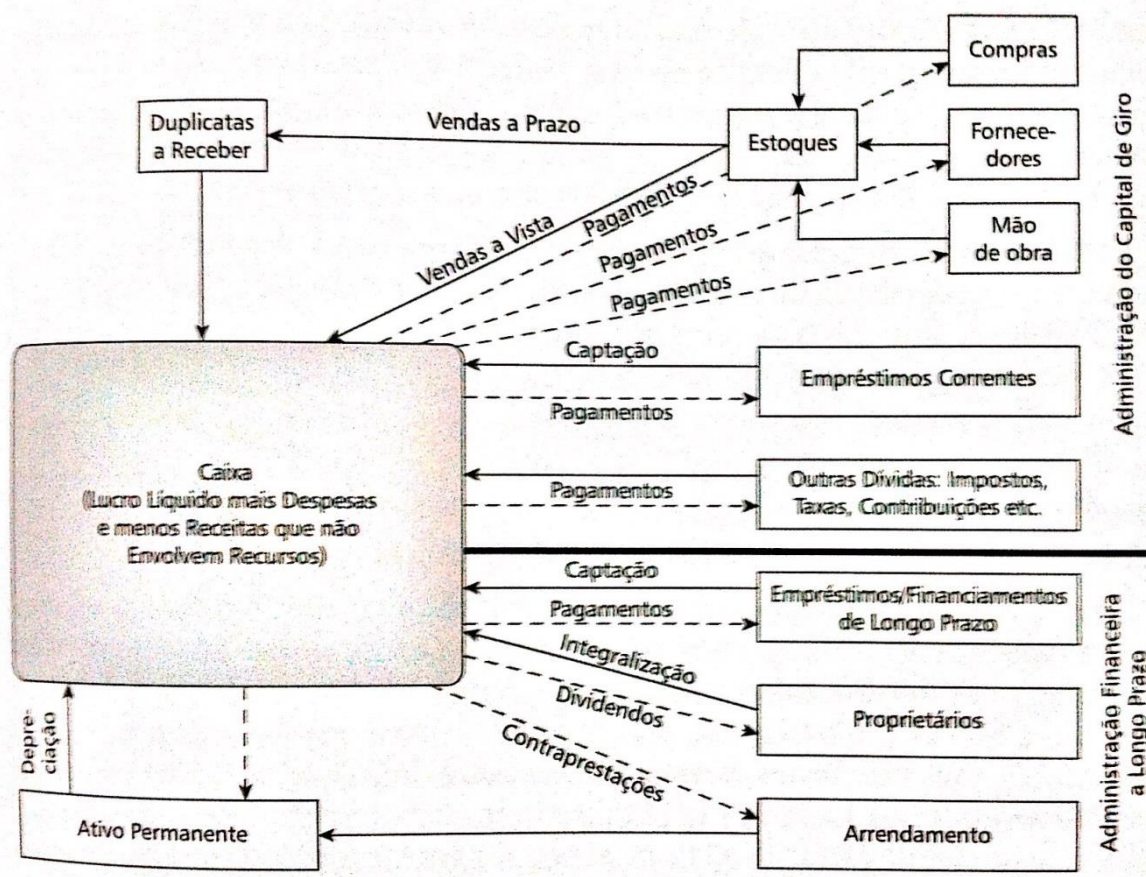 Compras
Duplicatas
a Receber
Vendas a Prazo
Estoques
Fornece-
dores
Mão
de obra
Vendas a Vista
Pagamentos
Pagamentos
Pagamentos
Administração do Capital de Giro
Captação
Pagamentos
Empréstimos Correntes
Pagamentos
Outras Dívidas: Impostos,
Taxas, Contribuições etc.
Caixa
(Lucro Líquido mais Despesas
e menos Receitas que não
Envolvem Recursos)
Captação
Pagamentos
Empréstimos/Financiamentos
de Longo Prazo
Integralização
Dividendos
Proprietários
Contraprestações
Arrendamento
Depre-
ciação
Ativo Permanente
Administração Financeira
a Longo Prazo